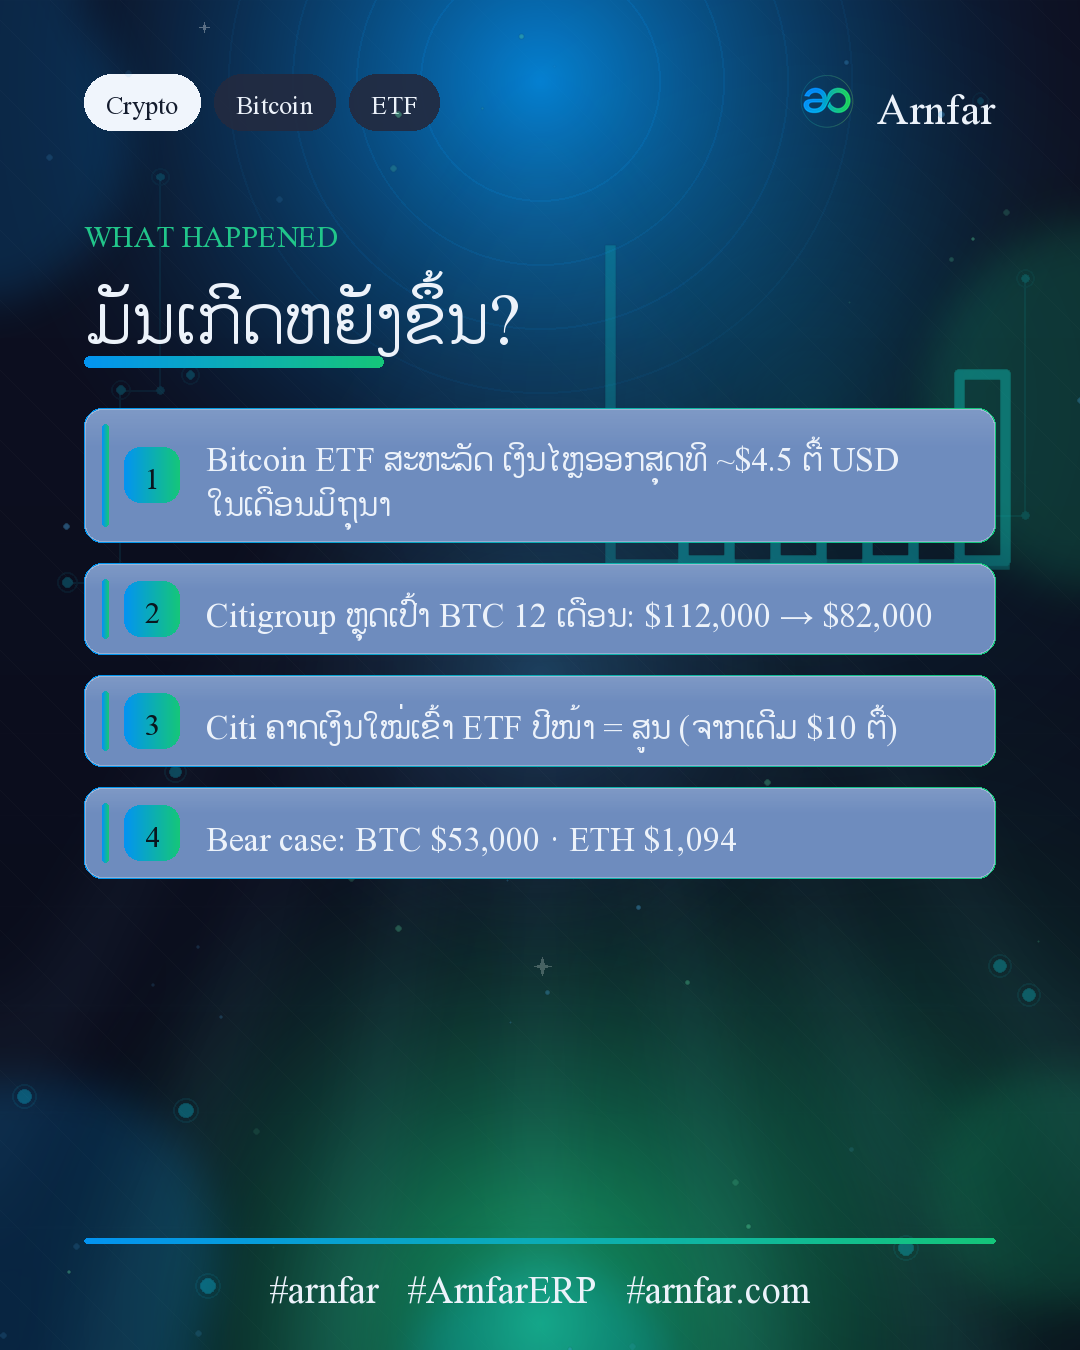 Crypto Bitcoin ETF
Arnfar
WHAT HAPPENED
ມັນເກີດຫຍັງຂຶ້ນ?
1 Bitcoin ETF ສະຫະລັດ ເງິນໄຫຼອອກສຸດທິ ~$4.5 ຕື້ USD
ໃນເດືອນມິຖຸນາ
2 Citigroup ຫຼຸດເປົ້າ BTC 12 ເດືອນ: $112,000 → $82,000
3 Citi ຄາດເງິນໃໝ່ເຂົ້າ ETF ປີໜ້າ = ສູນ (ຈາກເດີມ $10 ຕື້)
4 Bear case: BTC $53,000 · ETH $1,094
#arnfar #ArnfarERP #arnfar.com